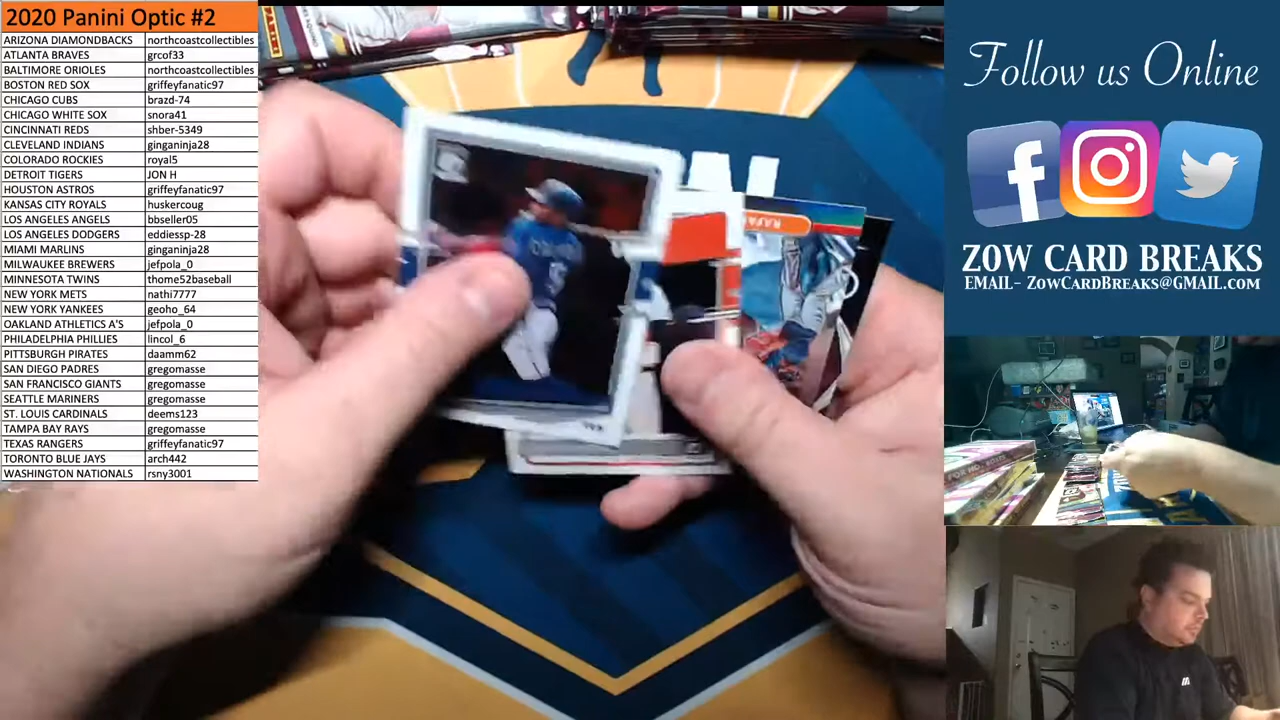 2020 Panini Optic #2
ARIZONA DIAMONDBACKS northcoastcollectibles
ATLANTA BRAVES grcof33
BALTIMORE ORIOLES northcoastcollectibles
BOSTON RED SOX griffeyfanatic97
CHICAGO CUBS brazd-74
CHICAGO WHITE SOX snora41
CINCINNATI REDS shber-5349
CLEVELAND INDIANS ginganinja28
COLORADO ROCKIES royal5
DETROIT TIGERS JON H
HOUSTON ASTROS griffeyfanatic97
KANSAS CITY ROYALS huskercoug
LOS ANGELES ANGELS bbseller05
LOS ANGELES DODGERS eddiessp-28
MIAMI MARLINS ginganinja28
MILWAUKEE BREWERS jefpola_0
MINNESOTA TWINS thome52baseball
NEW YORK METS nathi7777
NEW YORK YANKEES geoho_64
OAKLAND ATHLETICS A'S jefpola_0
PHILADELPHIA PHILLIES lincol_6
PITTSBURGH PIRATES daamm62
SAN DIEGO PADRES gregomasse
SAN FRANCISCO GIANTS gregomasse
SEATTLE MARINERS gregomasse
ST. LOUIS CARDINALS deems123
TAMPA BAY RAYS gregomasse
TEXAS RANGERS griffeyfanatic97
TORONTO BLUE JAYS arch442
WASHINGTON NATIONALS rsny3001
Follow us Online
ZOW CARD BREAKS
EMAIL- ZowCardBreaks@gmail.com